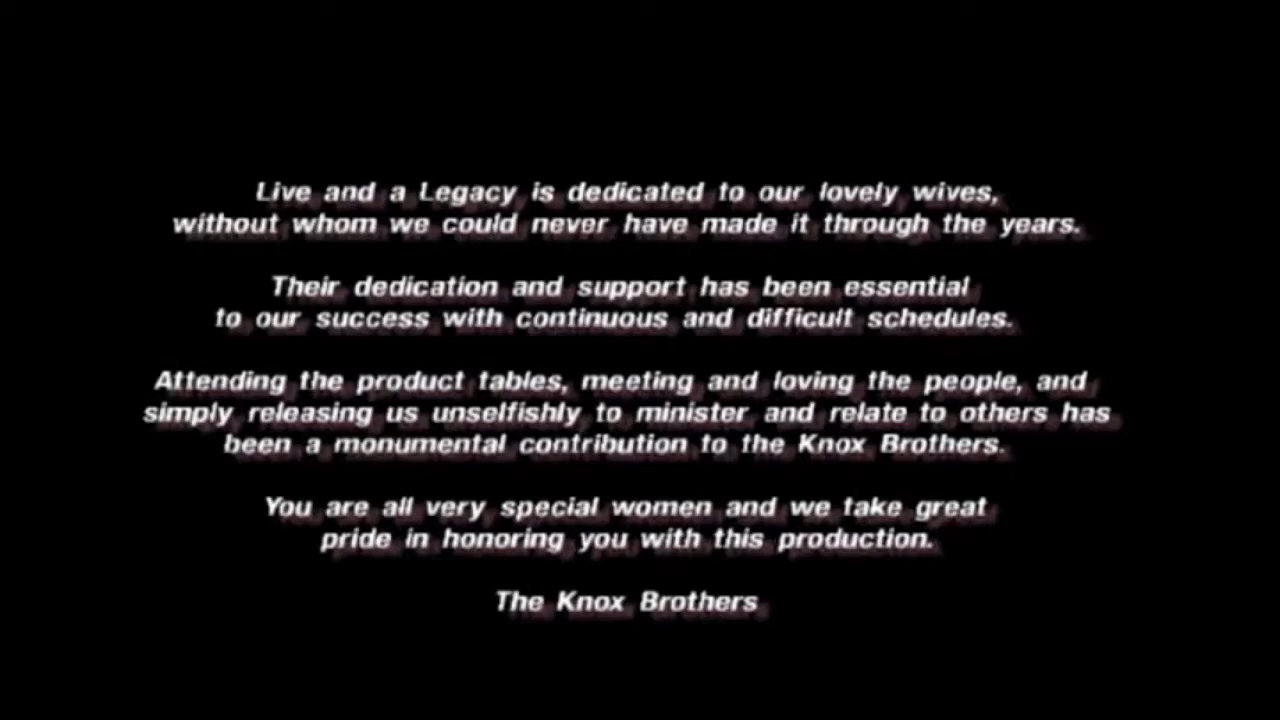 Live and a Legacy is dedicated to our lovely wives,
without whom we could never have made it through the years.
Their dedication and support has been essential
to our success with continuous and difficult schedules.
Attending the product tables, meeting and loving the people, and
simply releasing us unselfishly to minister and relate to others has
been a monumental contribution to the Knox Brothers.
You are all very special women and we take great
pride in honoring you with this production.
The Knox Brothers